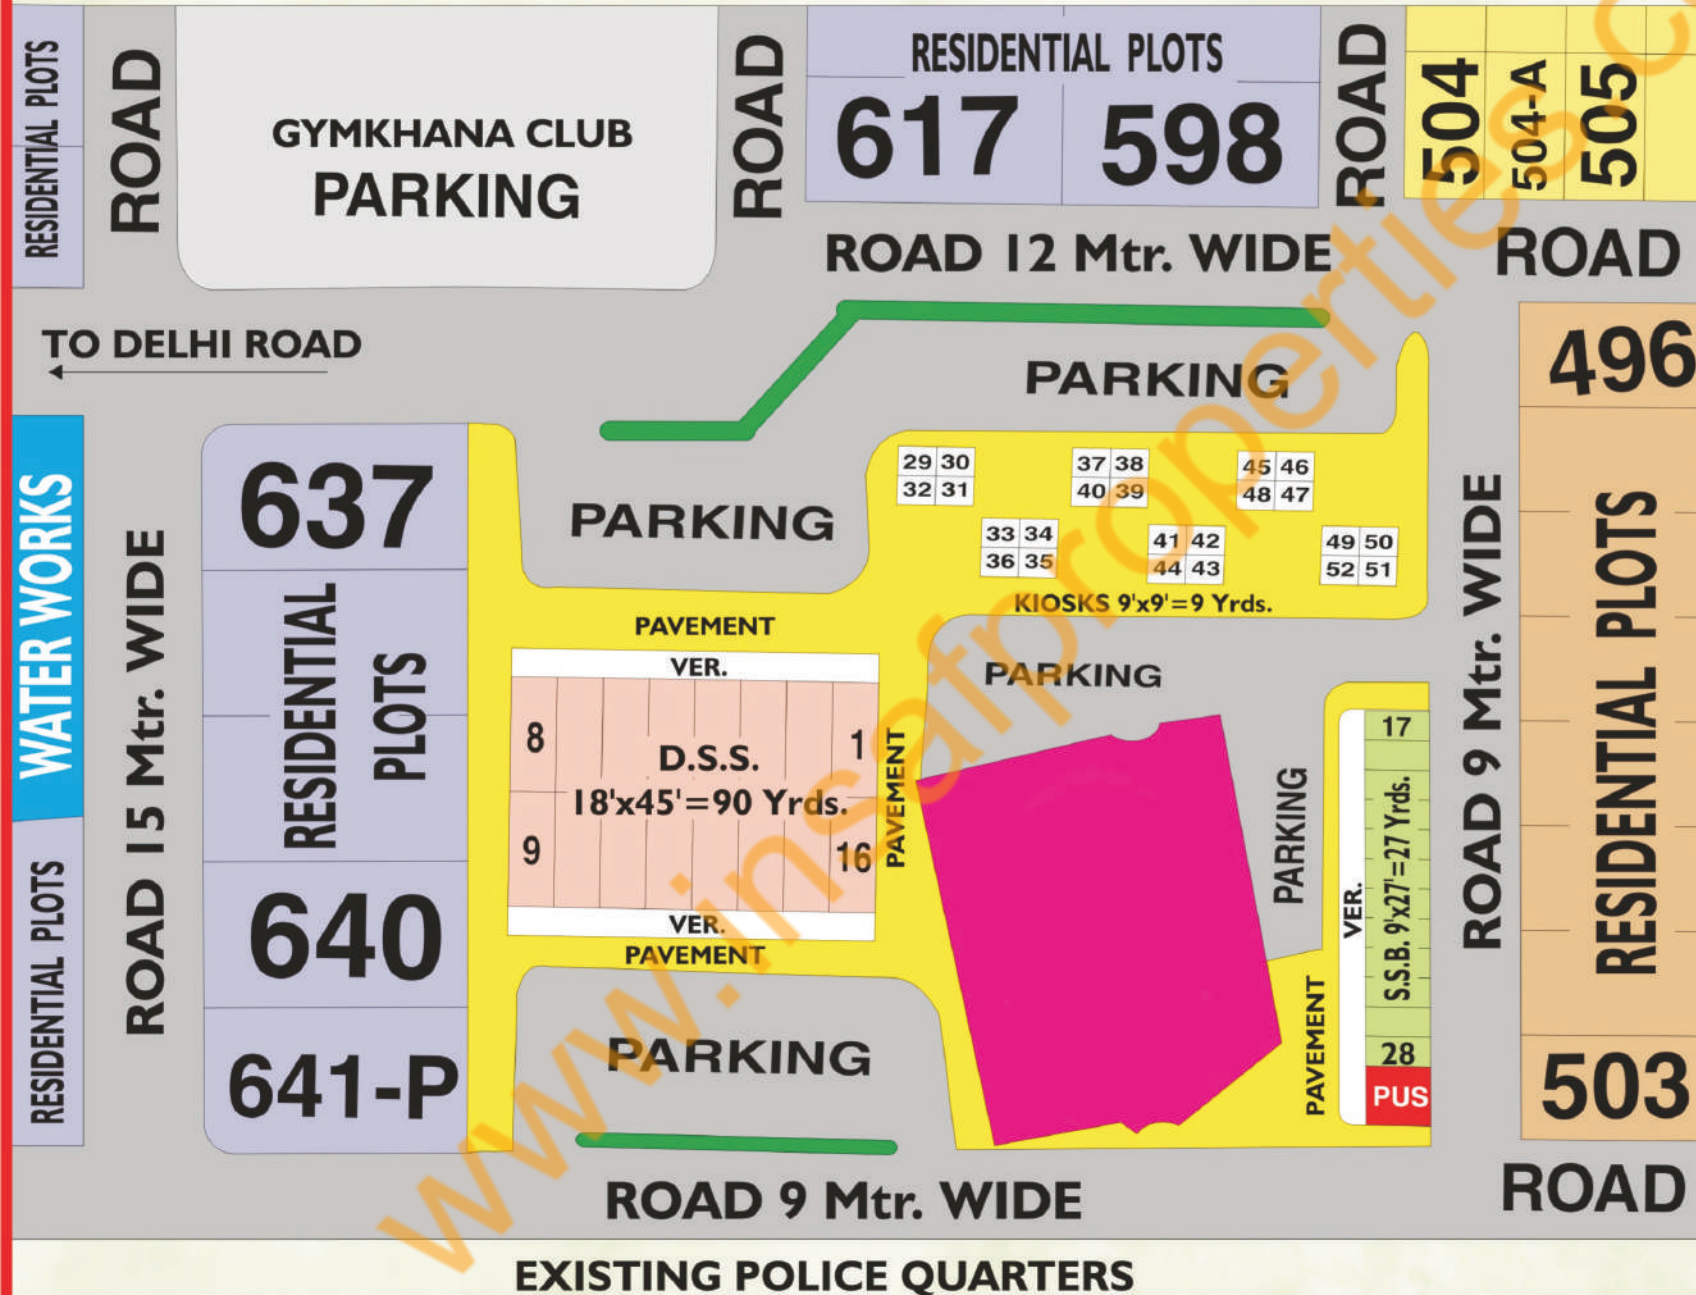 RESIDENTIAL PLOTS
RESIDENTIAL PLOTS
ROAD
GYMKHANA CLUB
PARKING
ROAD
RESIDENTIAL PLOTS
617
598
ROAD
504
504-A
505
ROAD 12 Mtr. WIDE
ROAD
TO DELHI ROAD
PARKING
496
WATER WORKS
RESIDENTIAL PLOTS
ROAD 15 Mtr. WIDE
637
RESIDENTIAL
PLOTS
640
641-P
PARKING
29 30
32 31
37 38
40 39
45 46
48 47
33 34
36 35
41 42
44 43
49 50
52 51
KIOSKS 9'x9'=9 Yrds.
PAVEMENT
VER.
8
1
D.S.S.
18'x45'=90 Yrds.
9
16
VER.
PAVEMENT
PAVEMENT
PARKING
PARKING
PARKING
VER.
17
S.S.B. 9'x27'=27 Yrds.
28
PUS
PAVEMENT
ROAD 9 Mtr. WIDE
RESIDENTIAL PLOTS
503
ROAD 9 Mtr. WIDE
ROAD
EXISTING POLICE QUARTERS
www.insafproperties.c